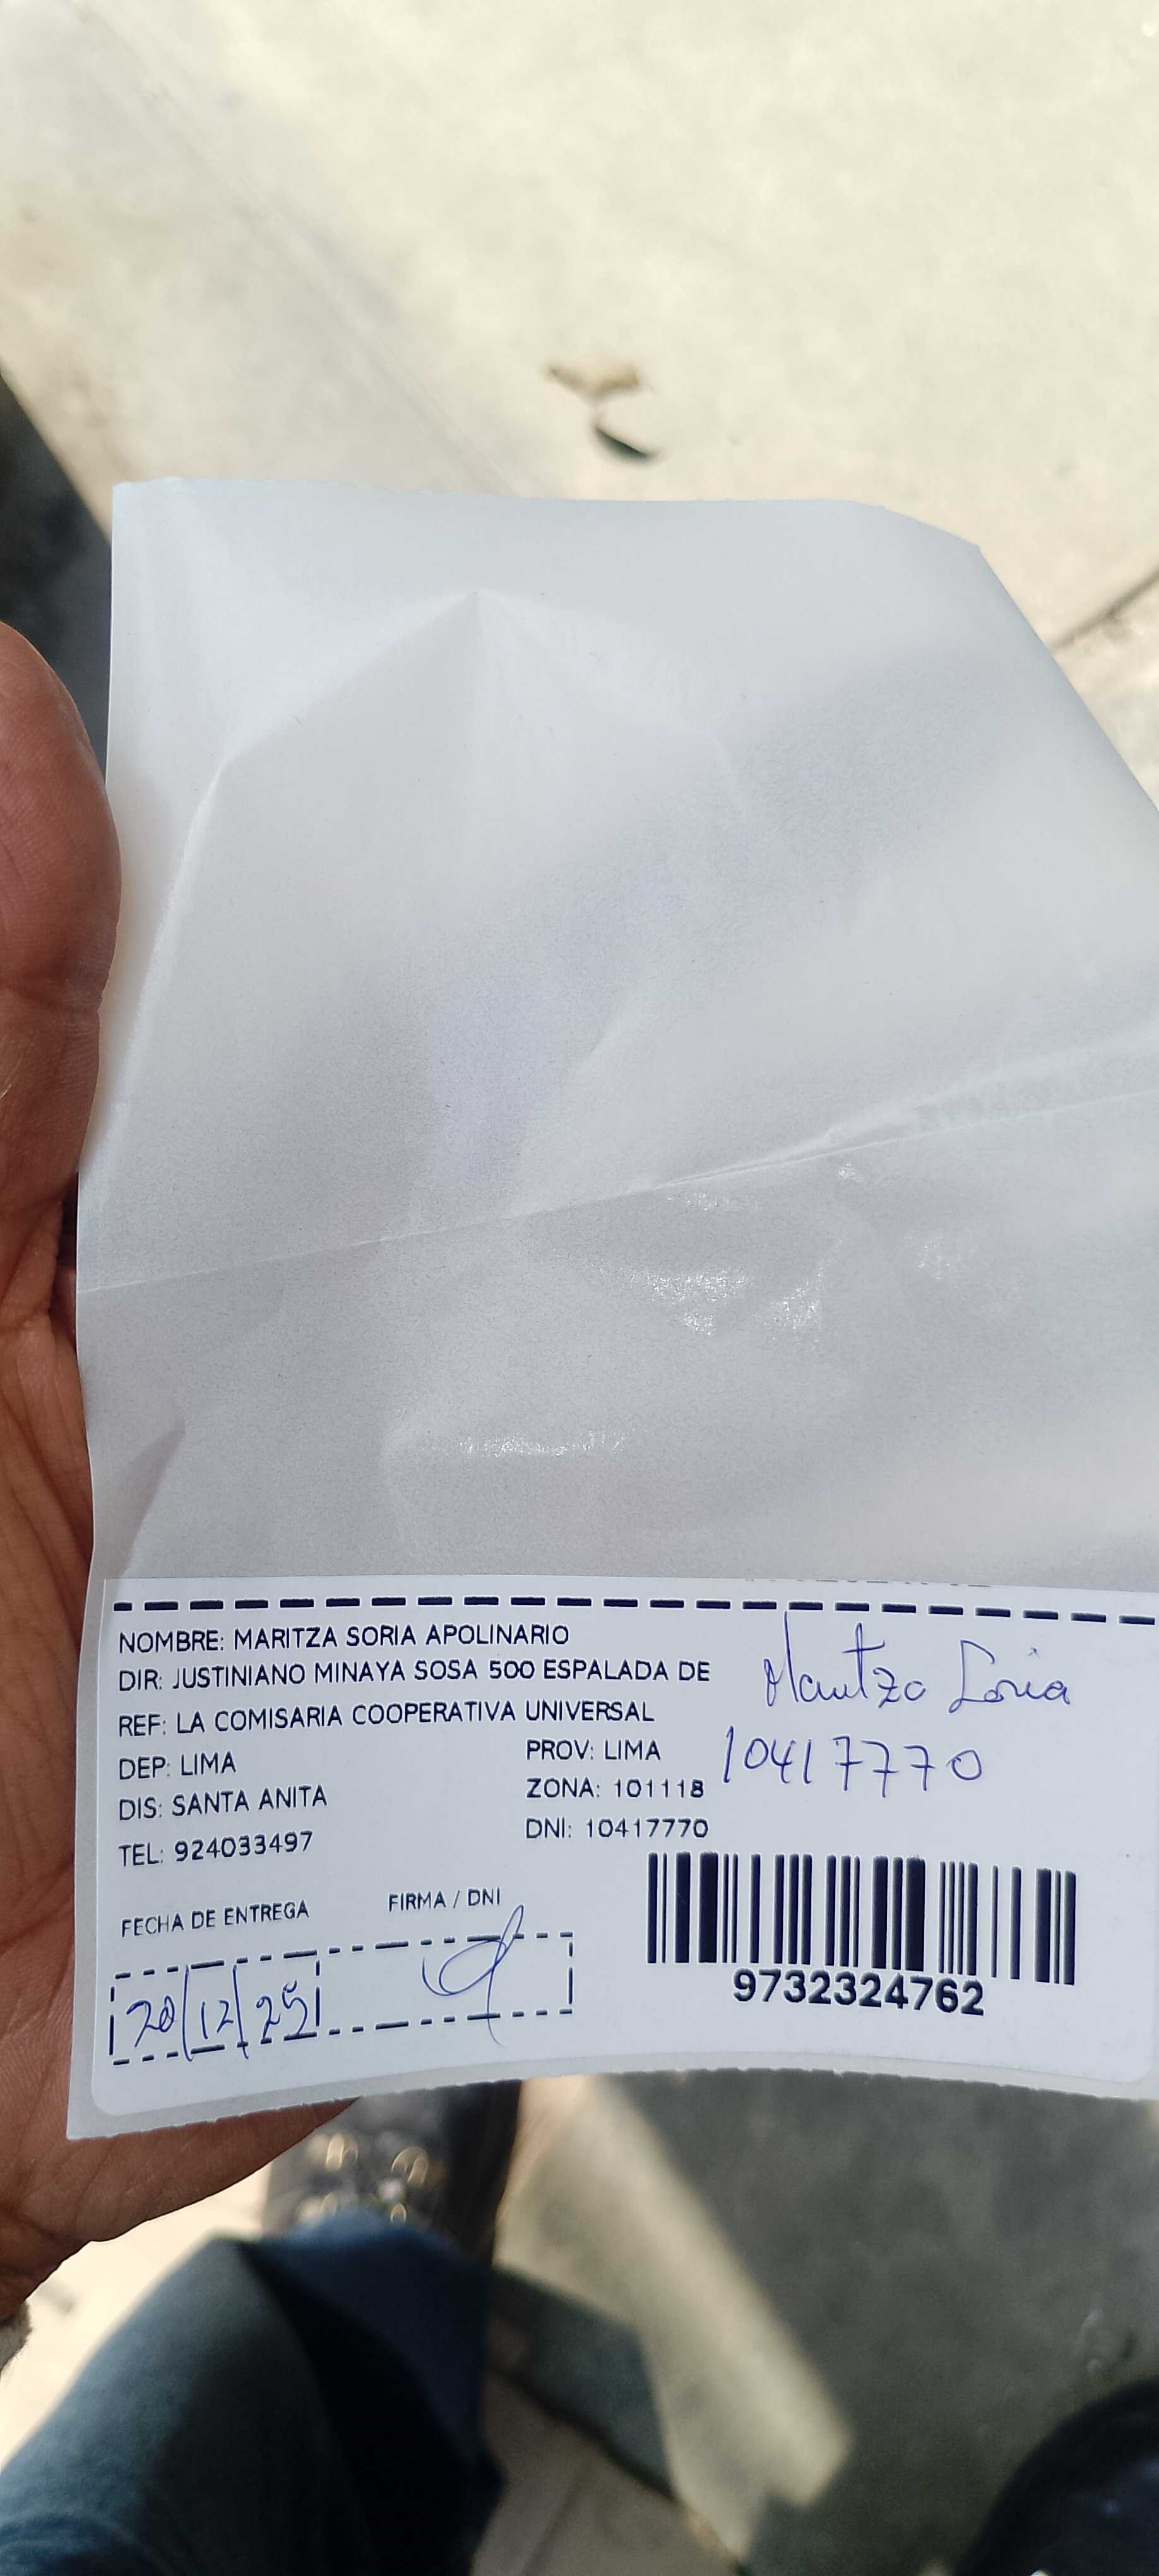 NOMBRE: MARITZA SORIA APOLINARIO
DIR: JUSTINIANO MINAYA SOSA 500 ESPALADA DE
REF: LA COMISARIA COOPERATIVA UNIVERSAL
DEP: LIMA
PROV: LIMA
DIS: SANTA ANITA
ZONA: 101118
TEL: 924033497
DNI: 10417770
Maritza Soria
10417770
FECHA DE ENTREGA
FIRMA / DNI
20/12/25
9732324762